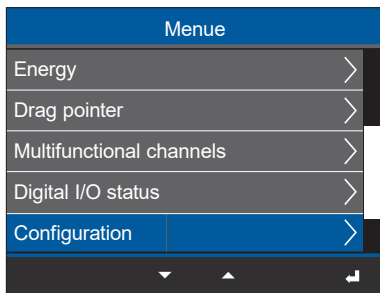 Menue
Energy
Drag pointer
Multifunctional channels
Digital I/O status
Configuration